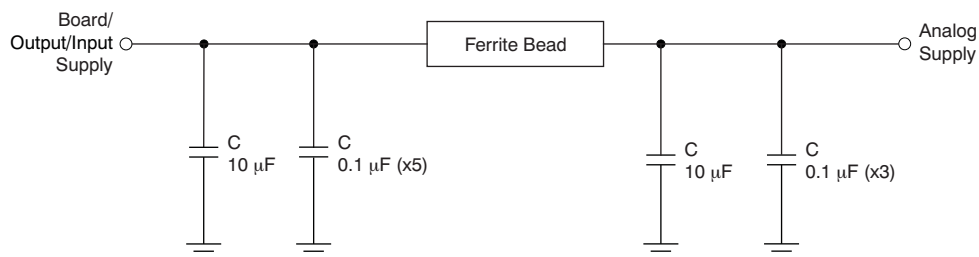 Board/
Output/Input
Supply
Ferrite Bead
Analog
Supply
C
10 μF
C
0.1 μF (x5)
C
10 μF
C
0.1 μF (x3)